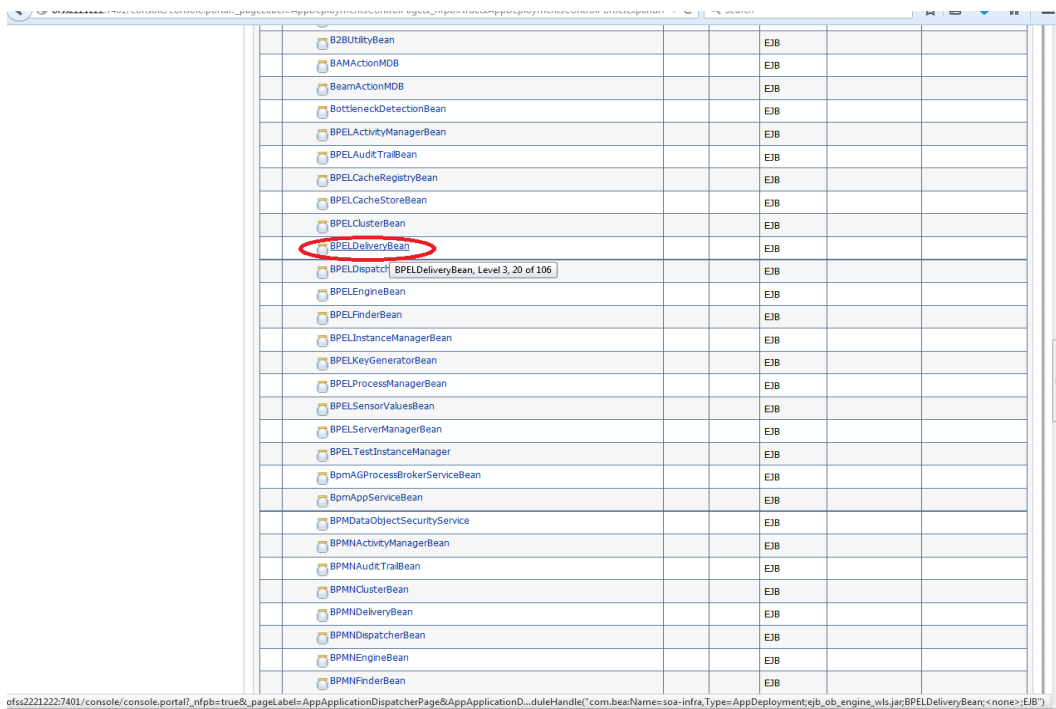 B2BUtilityBean EJB
BAMActionMDB EJB
BeamActionMDB EJB
BottleneckDetectionBean EJB
BPELActivityManagerBean EJB
BPELAuditTrailBean EJB
BPELCacheRegistryBean EJB
BPELCacheStoreBean EJB
BPELClusterBean EJB
BPELDeliveryBean EJB
BPELDispatch EJB
BPELDeliveryBean, Level 3, 20 of 106
BPELEngineBean EJB
BPELFinderBean EJB
BPELInstanceManagerBean EJB
BPELKeyGeneratorBean EJB
BPELProcessManagerBean EJB
BPELSensorValuesBean EJB
BPELServerManagerBean EJB
BPELTestInstanceManager EJB
BpmAGProcessBrokerServiceBean EJB
BpmAppServiceBean EJB
BPMDataObjectSecurityService EJB
BPMNActivityManagerBean EJB
BPMNAuditTrailBean EJB
BPMNClusterBean EJB
BPMNDeliveryBean EJB
BPMNDispatcherBean EJB
BPMNEngineBean EJB
BPMNFinderBean EJB
ofss2221222:7401/console/console.portal?_nfpb=true&_pageLabel=AppApplicationDispatcherPage&AppApplicationD...duleHandle("com.bea:Name=soa-infra,Type=AppDeployment;ejb_ob_engine_wls.jar;BPELDeliveryBean;<none>;EJB")